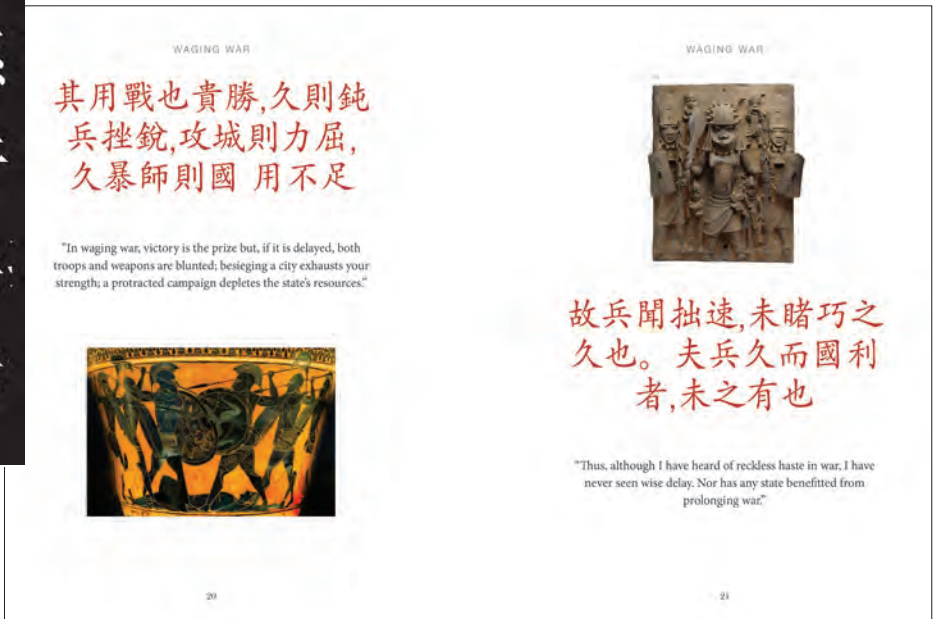 WAGING WAR
其用戰也貴勝,久則鈍
兵挫銳,攻城則力屈,
久暴師則國 用不足
"In waging war, victory is the prize but, if it is delayed, both
troops and weapons are blunted; besieging a city exhausts your
strength; a protracted campaign depletes the state's resources."
20
WAGING WAR
故兵聞拙速,未睹巧之
久也。夫兵久而國利
者,未之有也
"Thus, although I have heard of reckless haste in war, I have
never seen wise delay. Nor has any state benefitted from
prolonging war."
21